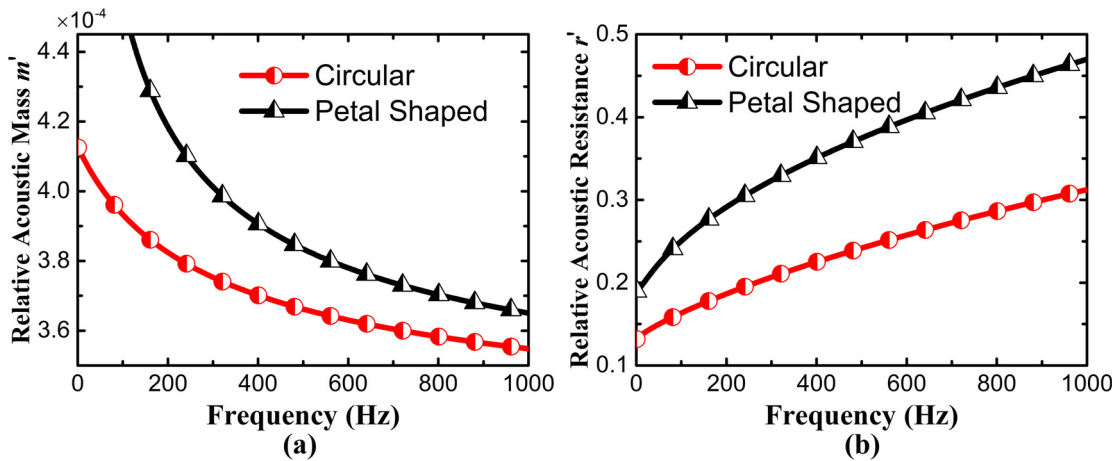 ×10⁻⁴
4.4
4.2
4.0
3.8
3.6
0
200
400
600
800
1000
Relative Acoustic Mass m'
Frequency (Hz)
Circular
Petal Shaped
(a)
0.5
0.4
0.3
0.2
0.1
0
200
400
600
800
1000
Relative Acoustic Resistance r'
Frequency (Hz)
Circular
Petal Shaped
(b)